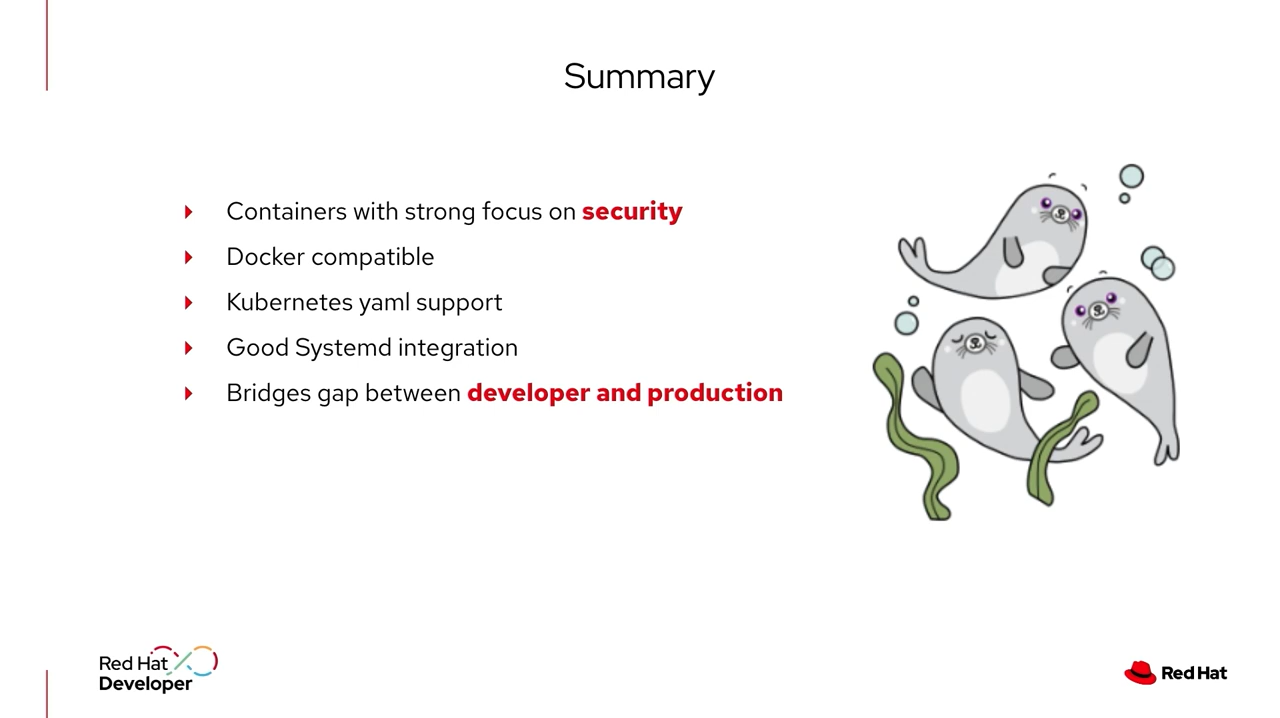 Summary
Containers with strong focus on security
Docker compatible
Kubernetes yaml support
Good Systemd integration
Bridges gap between developer and production
Red Hat
Developer
Red Hat